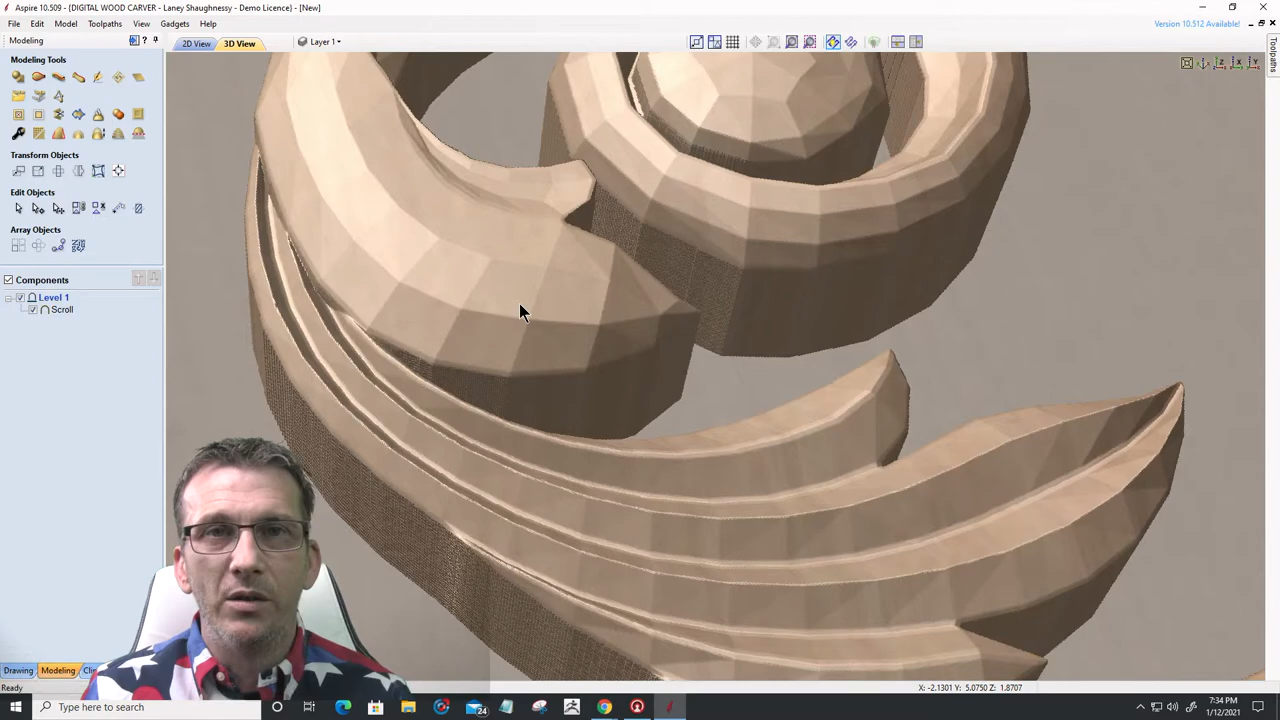 Aspire 10.509 - {DIGITAL WOOD CARVER - Laney Shaughnessy - Demo Licence} - [New]
File Edit Model Toolpaths View Gadgets Help
Version 10.512 Available!
Modeling
2D View
3D View
Layer 1
Modeling Tools
Transform Objects
Edit Objects
Array Objects
Components
Level 1
Scroll
Toolpaths
Drawing Modeling Cli
Ready
X: -2.1301 Y: 5.0750 Z: 1.8707
Type here to search
24
7:34 PM
1/12/2021